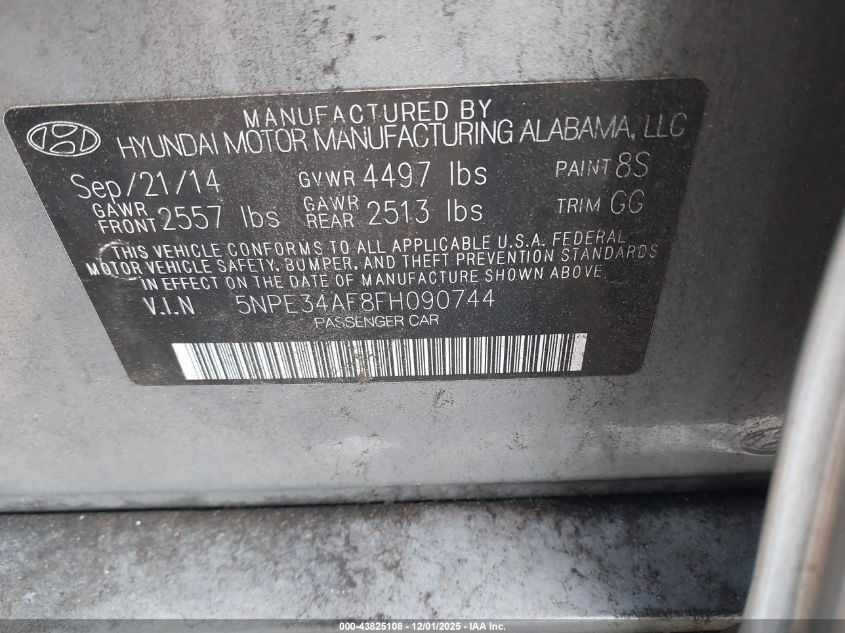 MANUFACTURED BY
HYUNDAI MOTOR MANUFACTURING ALABAMA, LLC
Sep/21/14 GVWR 4497 lbs PAINT 8S
GAWR FRONT 2557 lbs GAWR REAR 2513 lbs TRIM GG
THIS VEHICLE CONFORMS TO ALL APPLICABLE U.S.A. FEDERAL
MOTOR VEHICLE SAFETY, BUMPER, AND THEFT PREVENTION STANDARDS
IN EFFECT ON THE DATE OF MANUFACTURE SHOWN ABOVE.
V.I.N 5NPE34AF8FH090744
PASSENGER CAR
000-43825108 - 12/01/2025 - IAA Inc.